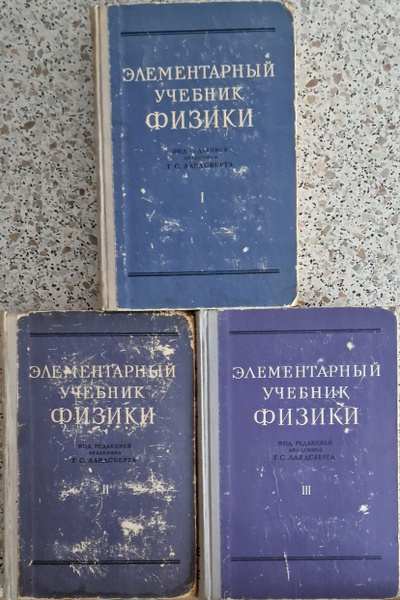 ЭЛЕМЕНТАРНЫЙ
УЧЕБНИК
ФИЗИКИ
ПОД РЕДАКЦИЕЙ
АКАДЕМИКА
Г. С. ЛАНДСБЕРГА
I
ЭЛЕМЕНТАРНЫЙ
УЧЕБНИК
ФИЗИКИ
ПОД РЕДАКЦИЕЙ
АКАДЕМИКА
Г. С. ЛАНДСБЕРГА
II
ЭЛЕМЕНТАРНЫЙ
УЧЕБНИК
ФИЗИКИ
ПОД РЕДАКЦИЕЙ
АКАДЕМИКА
Г. С. ЛАНДСБЕРГА
III